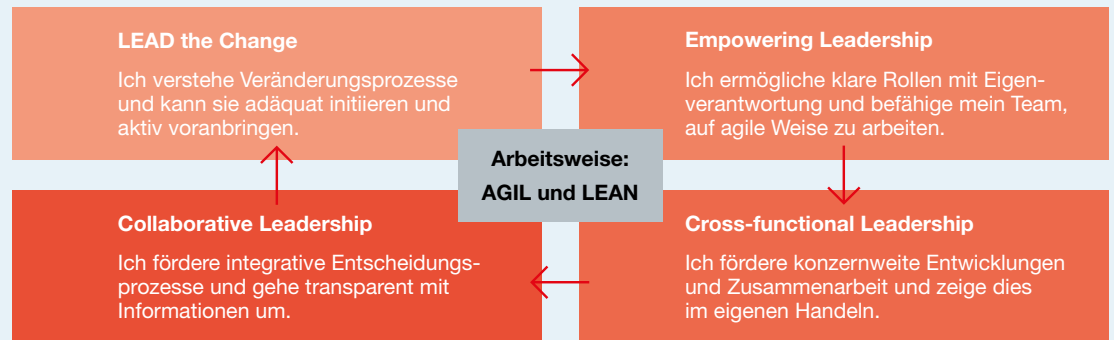 LEAD the Change
Ich verstehe Veränderungsprozesse
und kann sie adäquat initiieren und
aktiv voranbringen.
Empowering Leadership
Ich ermögliche klare Rollen mit Eigen-
verantwortung und befähige mein Team,
auf agile Weise zu arbeiten.
Arbeitsweise:
AGIL und LEAN
Collaborative Leadership
Ich fördere integrative Entscheidungs-
prozesse und gehe transparent mit
Informationen um.
Cross-functional Leadership
Ich fördere konzernweite Entwicklungen
und Zusammenarbeit und zeige dies
im eigenen Handeln.